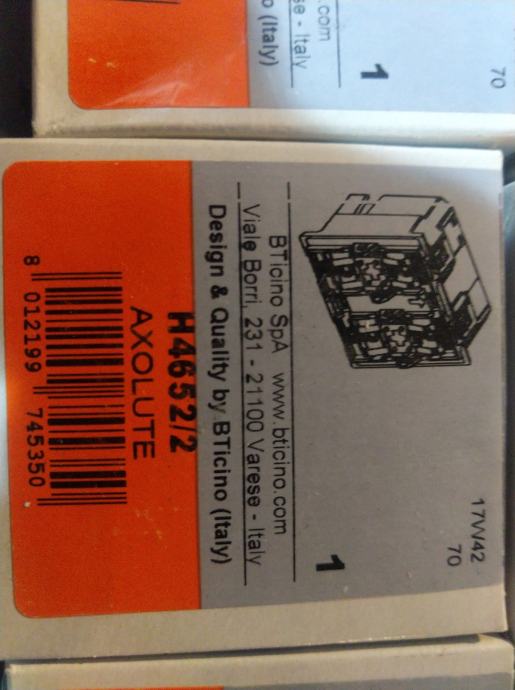 .com
se - Italy
o (Italy)
1
70
17W42
70
1
BTicino SpA www.bticino.com
Viale Borri, 231 - 21100 Varese - Italy
Design & Quality by BTicino (Italy)
H4652/2
AXOLUTE
8 012199 745350